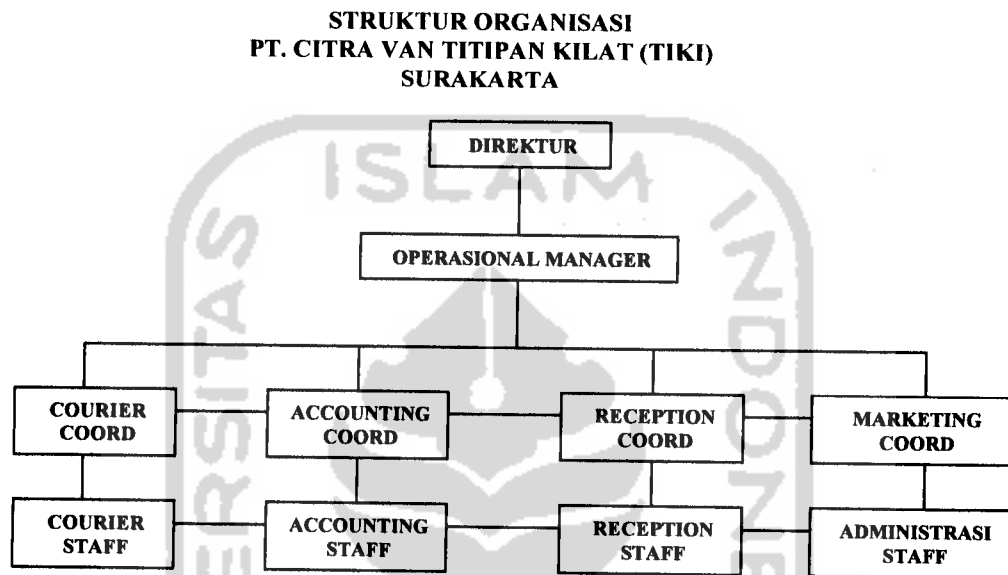 STRUKTUR ORGANISASI
PT. CITRA VAN TITIPAN KILAT (TIKI)
SURAKARTA
DIREKTUR
OPERASIONAL MANAGER
COURIER
COORD
ACCOUNTING
COORD
RECEPTION
COORD
MARKETING
COORD
COURIER
STAFF
ACCOUNTING
STAFF
RECEPTION
STAFF
ADMINISTRASI
STAFF
ISLAM